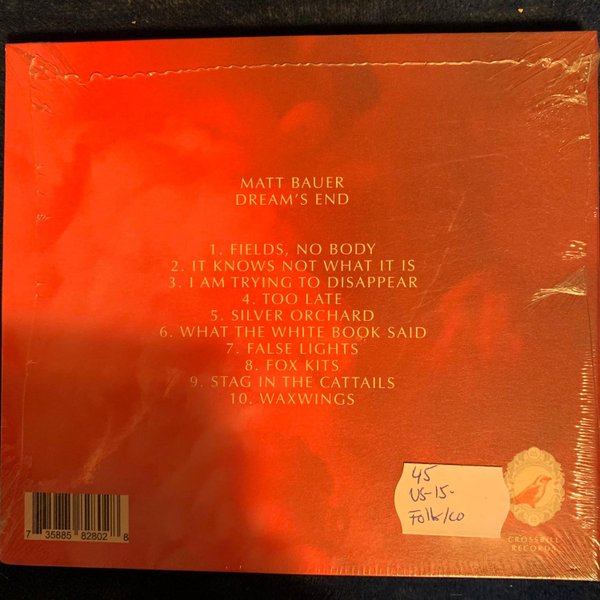 MATT BAUER
DREAM'S END
1. FIELDS, NO BODY
2. IT KNOWS NOT WHAT IT IS
3. I AM TRYING TO DISAPPEAR
4. TOO LATE
5. SILVER ORCHARD
6. WHAT THE WHITE BOOK SAID
7. FALSE LIGHTS
8. FOX KITS
9. STAG IN THE CATTAILS
10. WAXWINGS
45
US-15-
Folk/co
7 35885 82802 8
CROSSBILL
RECORDS